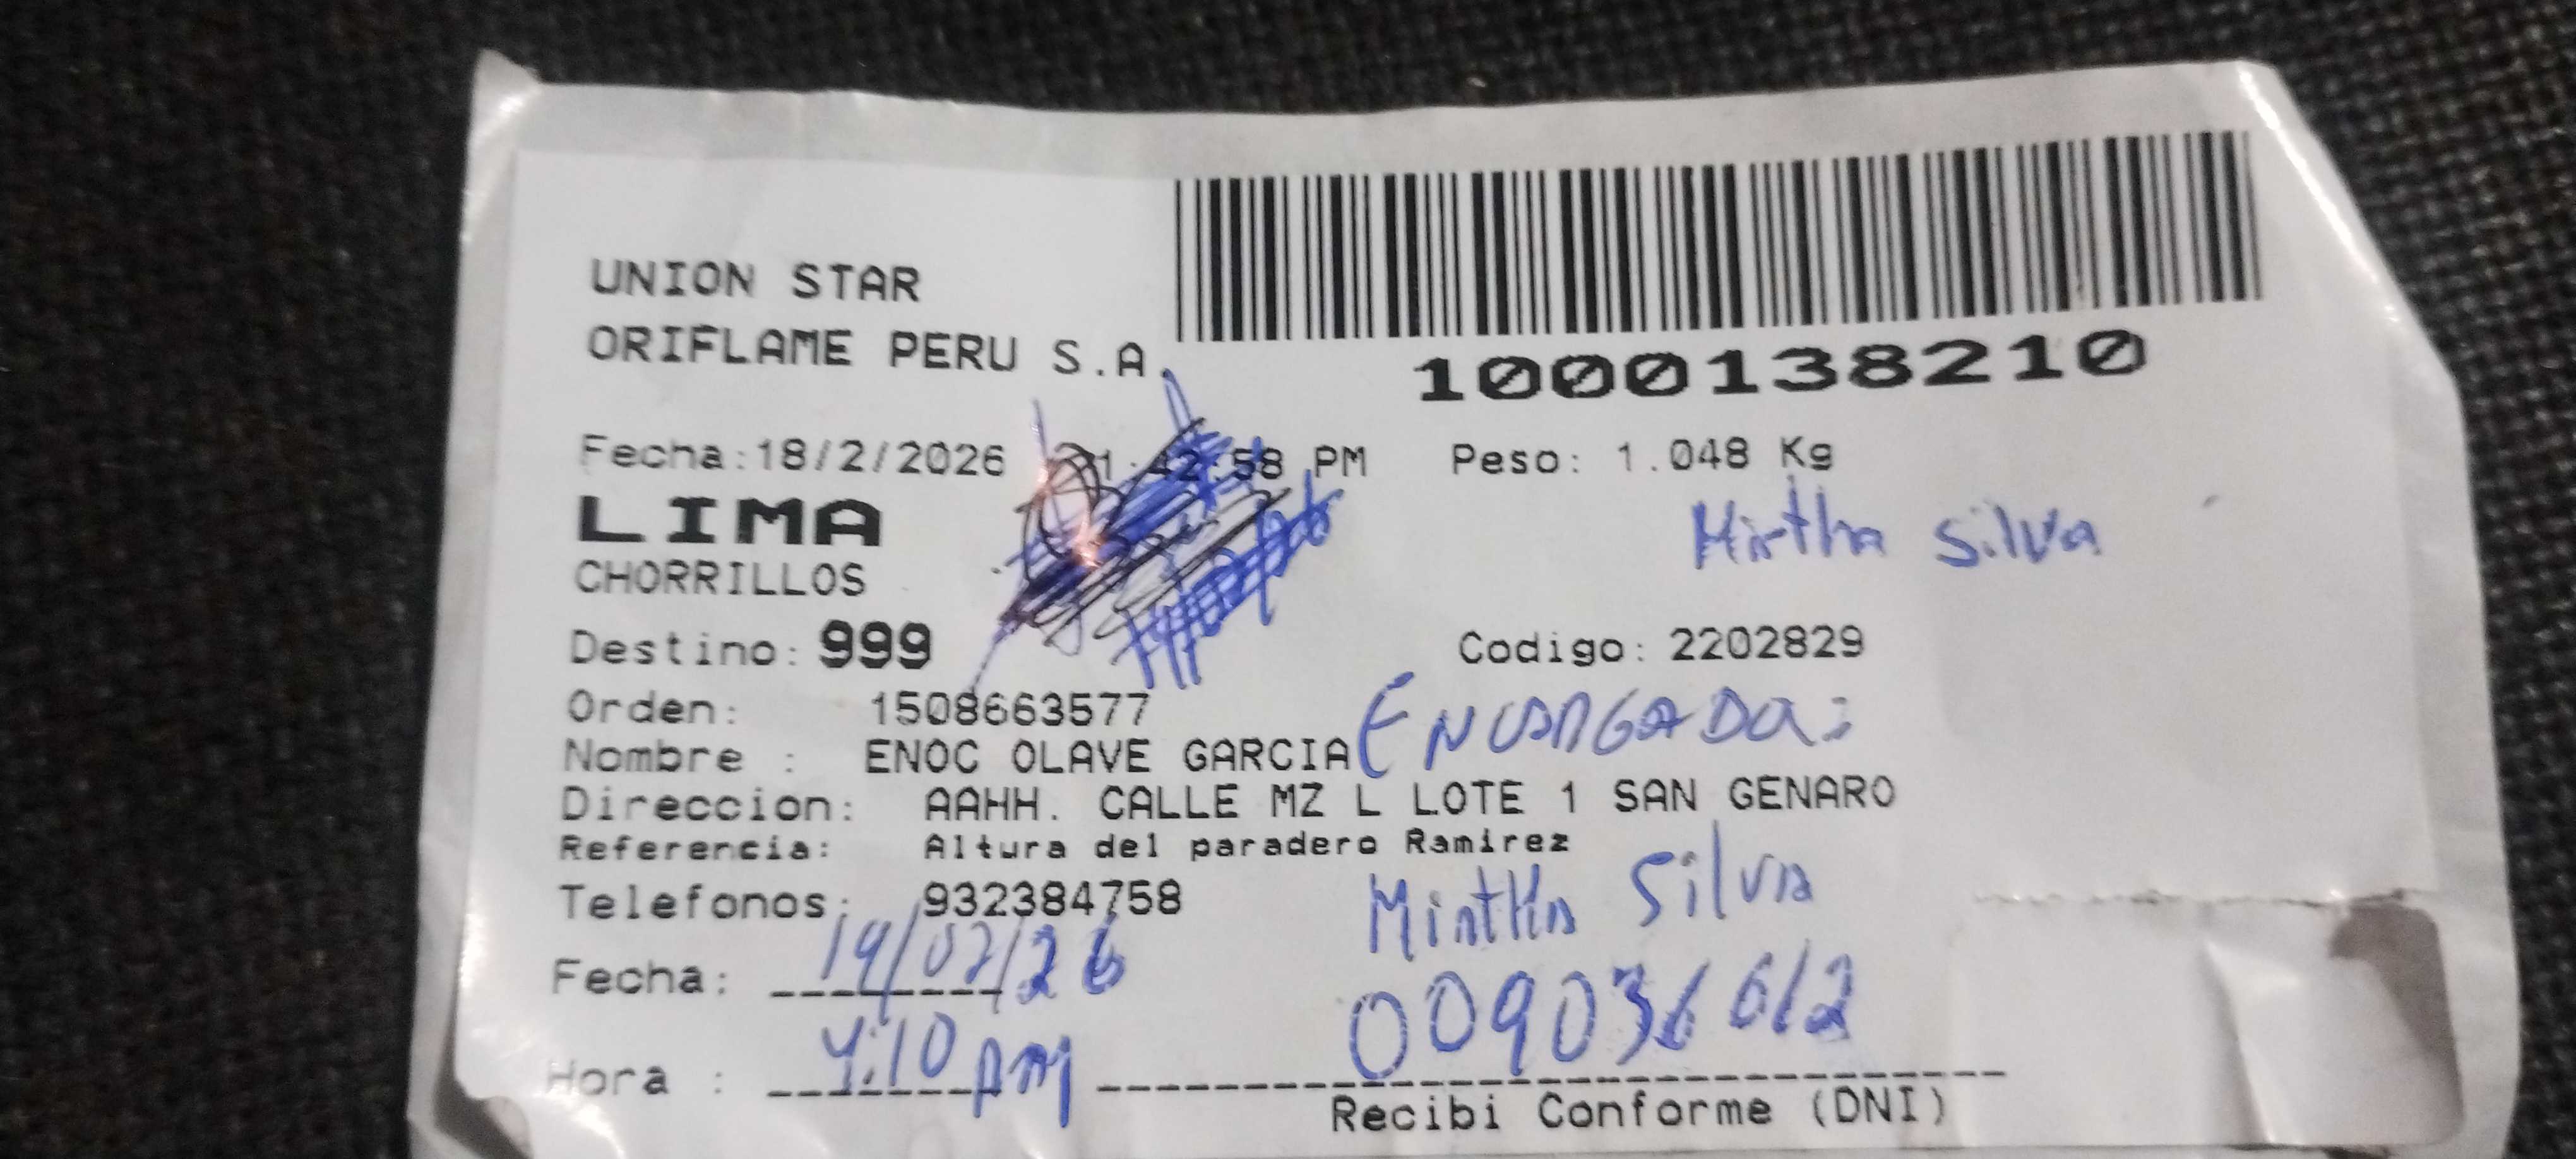 UNION STAR
ORIFLAME PERU S.A.
1000138210
Fecha:18/2/2026 :58 PM Peso: 1.048 Kg
LIMA
Mirtha Silva
CHORRILLOS
Destino: 999 Codigo: 2202829
Orden: 1508663577
ENCARGADA:
Nombre : ENOC OLAVE GARCIA
Direccion: AAHH. CALLE MZ L LOTE 1 SAN GENARO
Referencia: Altura del paradero Ramirez
Telefonos: 932384758
Mirtha Silva
Fecha: 19/02/26
Hora : 4:10 pm
Recibi Conforme (DNI)